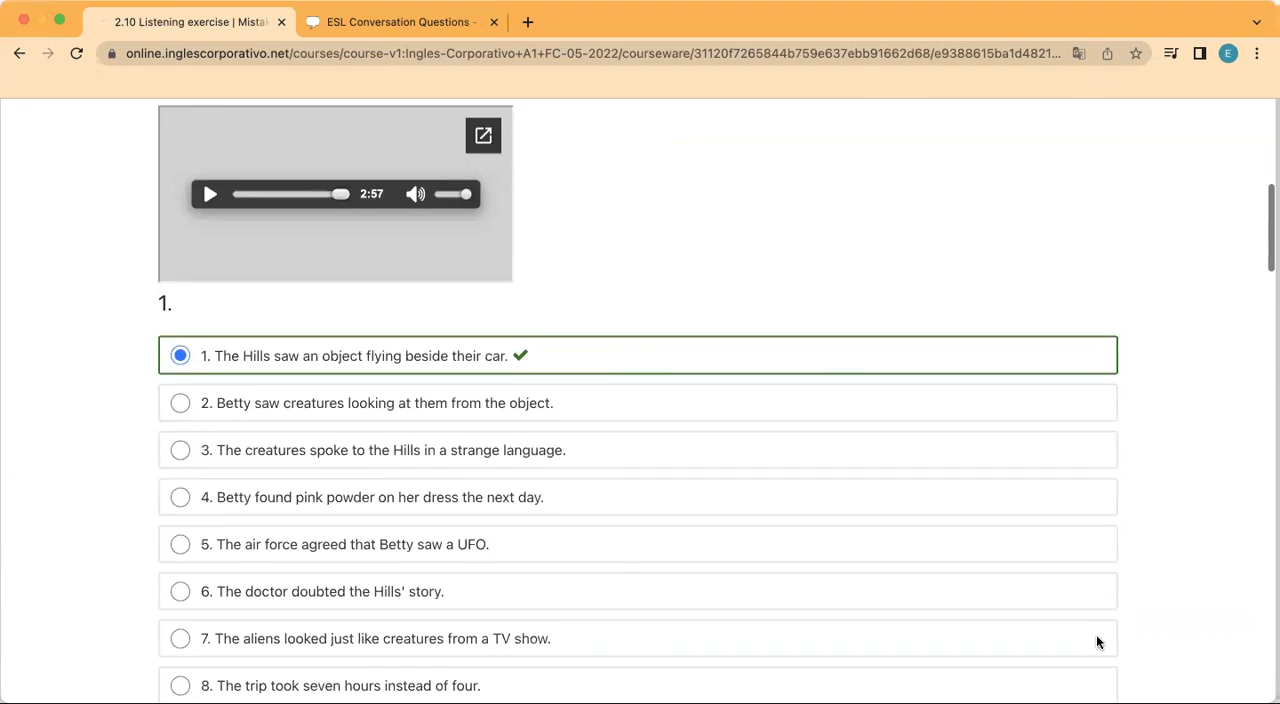 2.10 Listening exercise | Mistak
ESL Conversation Questions -
online.inglescorporativo.net/courses/course-v1:Ingles-Corporativo+A1+FC-05-2022/courseware/31120f7265844b759e637ebb91662d68/e9388615ba1d4821...
E
2:57
1.
1. The Hills saw an object flying beside their car.
2. Betty saw creatures looking at them from the object.
3. The creatures spoke to the Hills in a strange language.
4. Betty found pink powder on her dress the next day.
5. The air force agreed that Betty saw a UFO.
6. The doctor doubted the Hills' story.
7. The aliens looked just like creatures from a TV show.
8. The trip took seven hours instead of four.